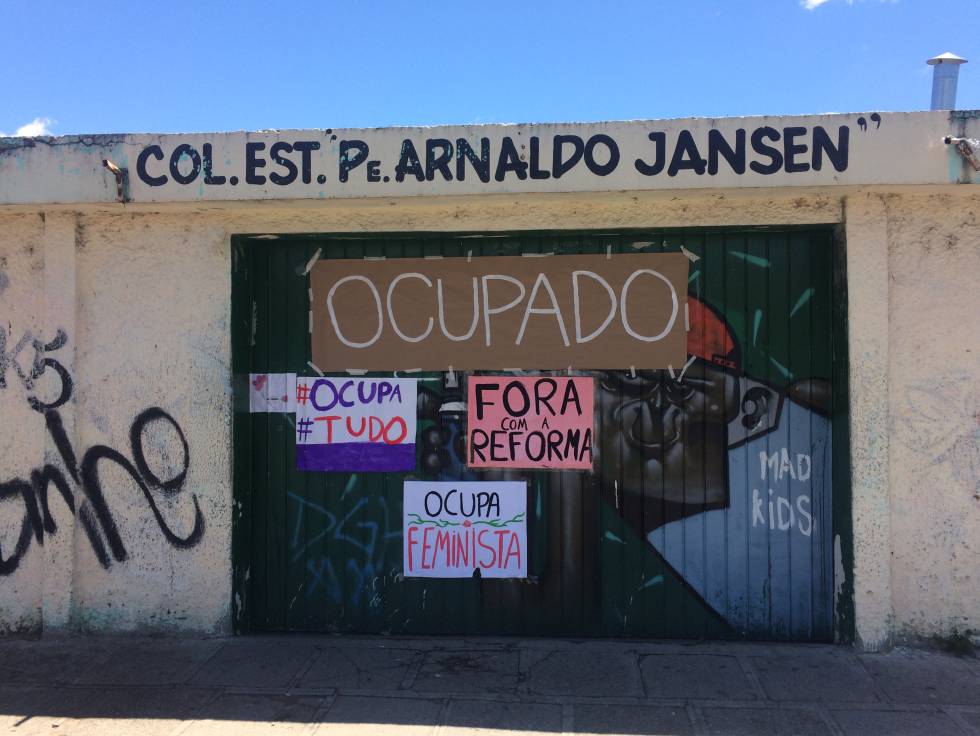 COL. EST. "Pe. ARNALDO JANSEN"
OCUPADO
#OCUPA
#TUDO
FORA
COM A
REFORMA
OCUPA
FEMINISTA
MAD
KIDS